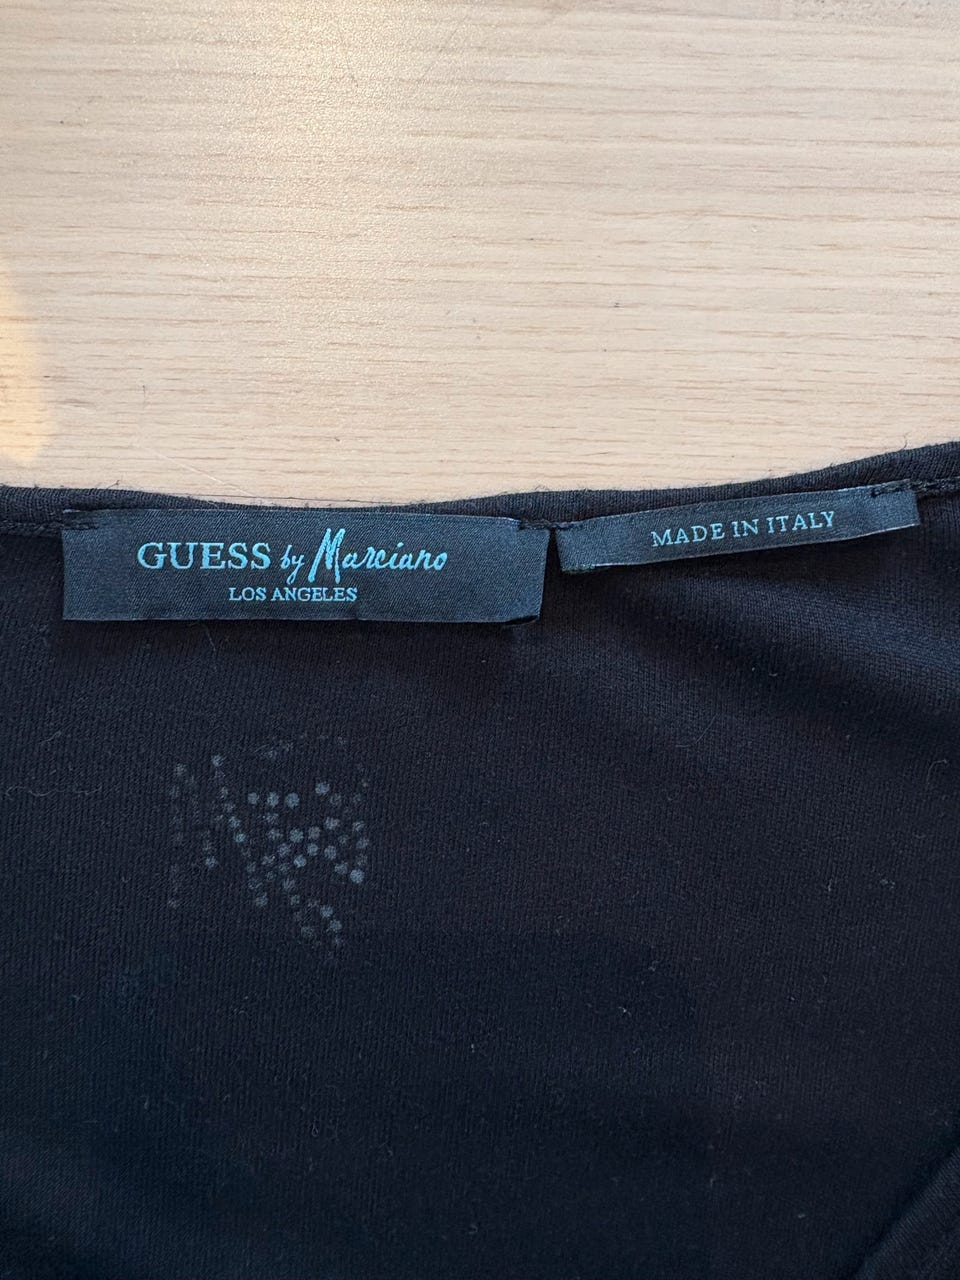 GUESS by Marciano
LOS ANGELES
MADE IN ITALY